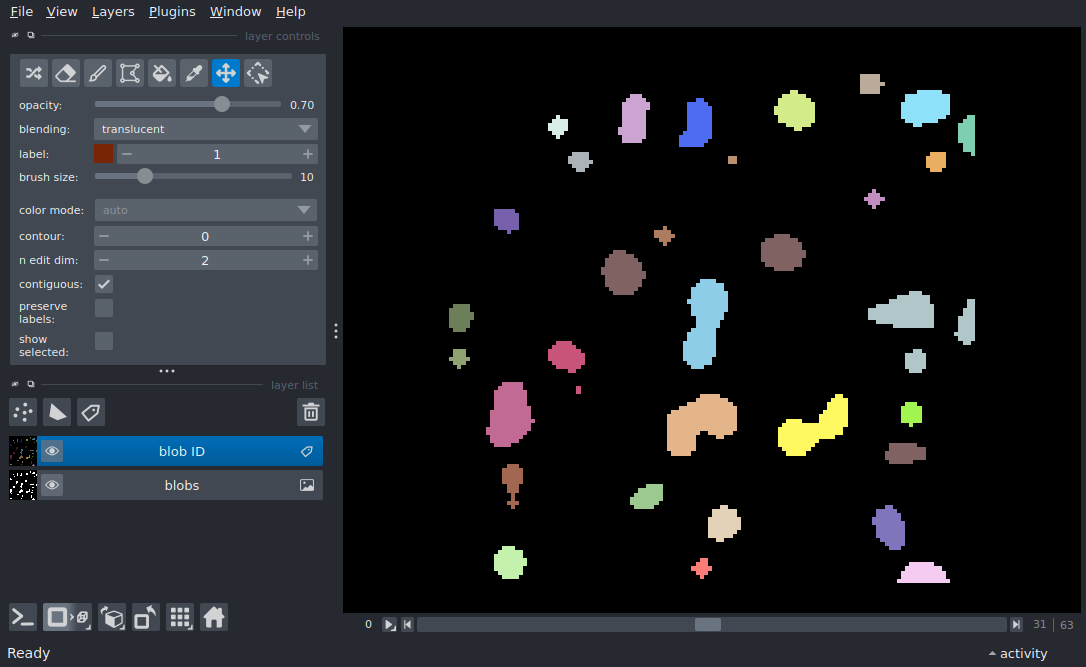 File View Layers Plugins Window Help
layer controls
opacity: 0.70
blending: translucent
label: 1
brush size: 10
color mode: auto
contour: 0
n edit dim: 2
contiguous:
preserve
labels:
show
selected:
layer list
blob ID
blobs
0 31 63
Ready activity